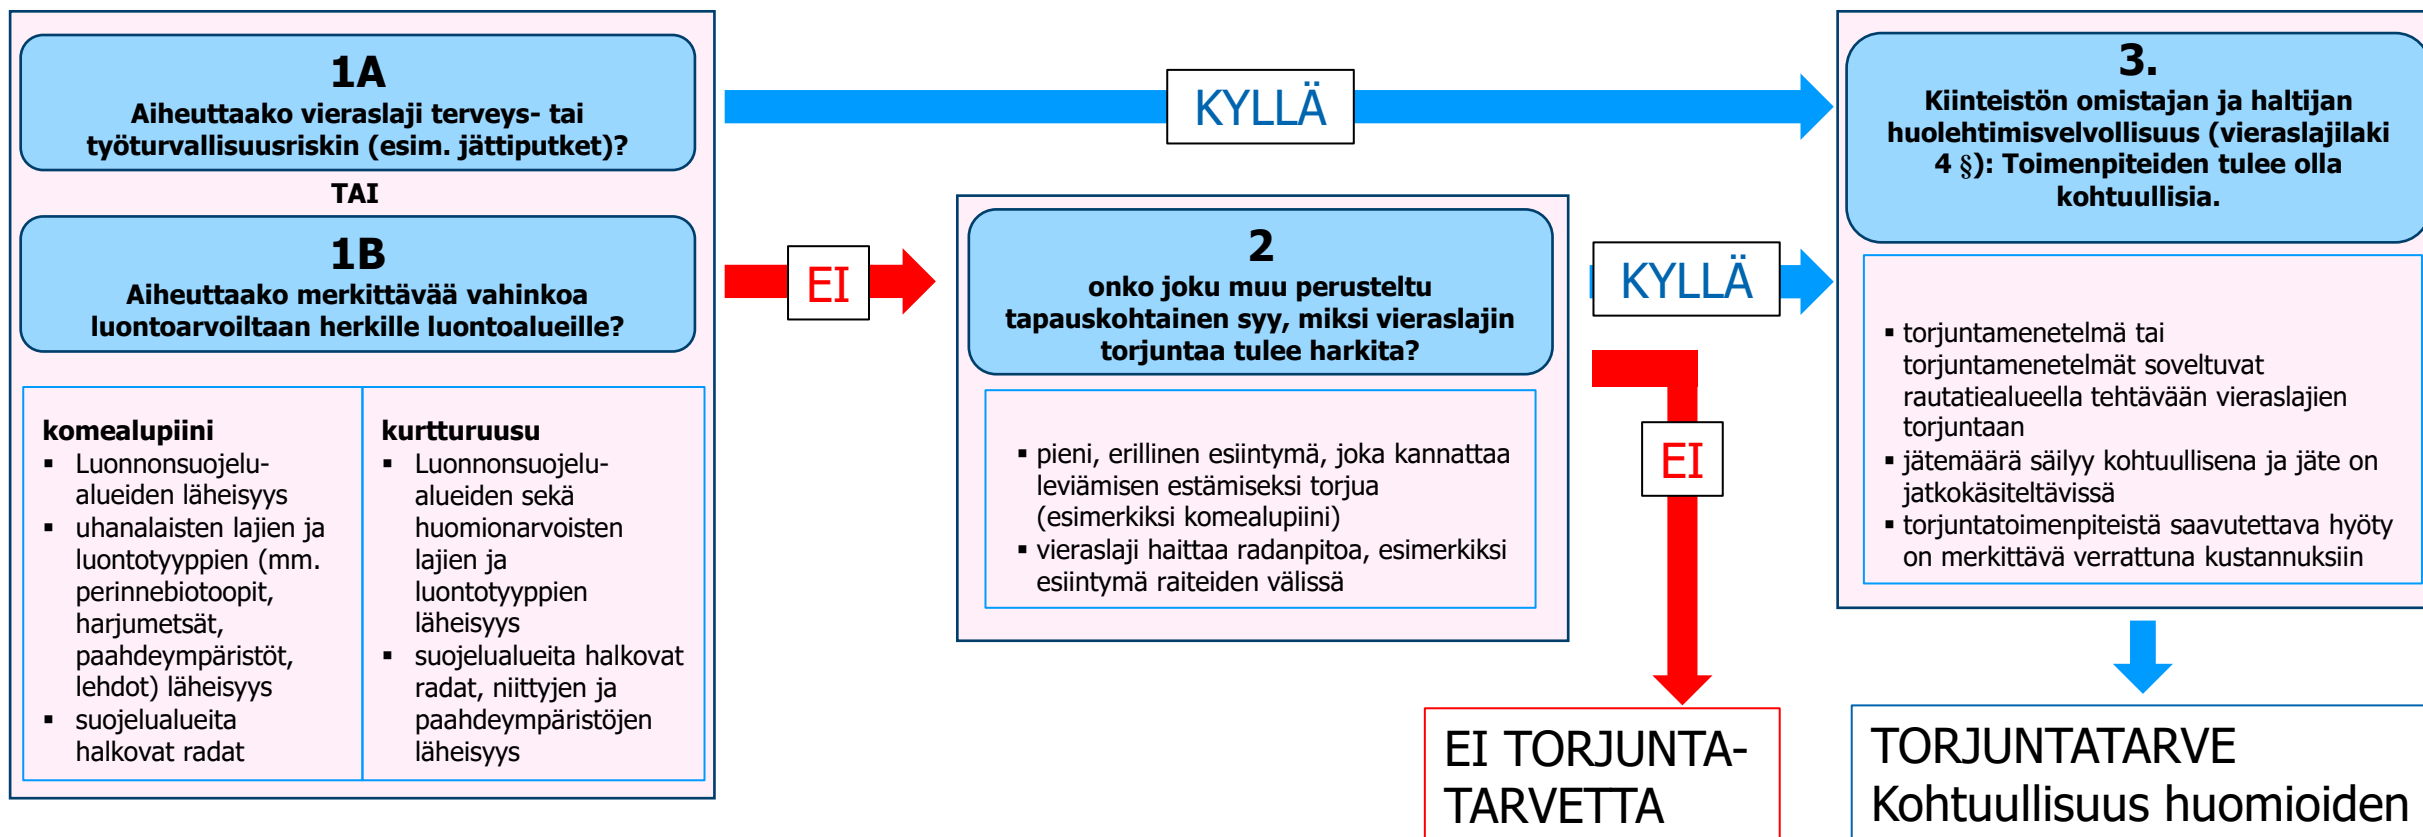 1A
Aiheuttaako vieraslaji terveys- tai
työturvallisuusriskin (esim. jättiputket)?
TAI
1B
Aiheuttaako merkittävää vahinkoa
luontoarvoiltaan herkille luontoalueille?
komealupiini
▪ Luonnonsuojelu-
alueiden läheisyys
▪ uhanalaisten lajien ja
luontotyyppien (mm.
perinnebiotoopit,
harjumetsät,
paahdeympäristöt,
lehdot) läheisyys
▪ suojelualueita
halkovat radat
kurtturuusu
▪ Luonnonsuojelu-
alueiden sekä
huomionarvoisten
lajien ja
luontotyyppien
läheisyys
▪ suojelualueita halkovat
radat, niittyjen ja
paahdeympäristöjen
läheisyys
KYLLÄ
EI
2
onko joku muu perusteltu
tapauskohtainen syy, miksi vieraslajin
torjuntaa tulee harkita?
▪ pieni, erillinen esiintymä, joka kannattaa
leviämisen estämiseksi torjua
(esimerkiksi komealupiini)
▪ vieraslaji haittaa radanpitoa, esimerkiksi
esiintymä raiteiden välissä
KYLLÄ
EI
EI TORJUNTA-
TARVETTA
3.
Kiinteistön omistajan ja haltijan
huolehtimisvelvollisuus (vieraslajilaki
4 §): Toimenpiteiden tulee olla
kohtuullisia.
▪ torjuntamenetelmä tai
torjuntamenetelmät soveltuvat
rautatiealueella tehtävään vieraslajien
torjuntaan
▪ jätemäärä säilyy kohtuullisena ja jäte on
jatkokäsiteltävissä
▪ torjuntatoimenpiteistä saavutettava hyöty
on merkittävä verrattuna kustannuksiin
TORJUNTATARVE
Kohtuullisuus huomioiden